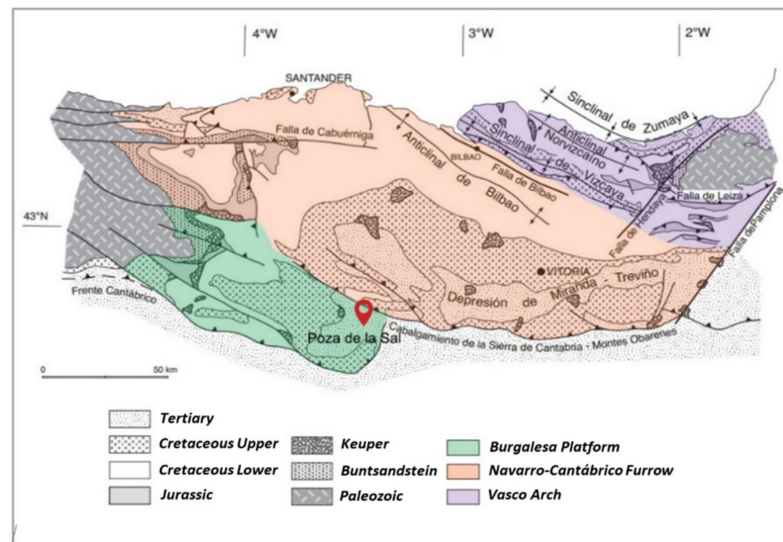 4°W
3°W
2°W
SANTANDER
Sinclinal de Zumaya
Falla de Cabuérniga
Anticlinal de Bilbao
BILBAO
Falla de Bilbao
Anticlinal
Norvizcaíno
Sinclinal de Vizcaya
Falla de Leiza
Falla de Hendaya
Falla de Pamplona
43°N
VITORIA
Depresión de Miranda Treviño
Frente Cantábrico
Poza de la Sal
Cabalgamiento de la Sierra de Cantabria - Montes Obarenes
0 50 km
Tertiary
Cretaceous Upper Keuper Burgalesa Platform
Cretaceous Lower Buntsandstein Navarro-Cantábrico Furrow
Jurassic Paleozoic Vasco Arch